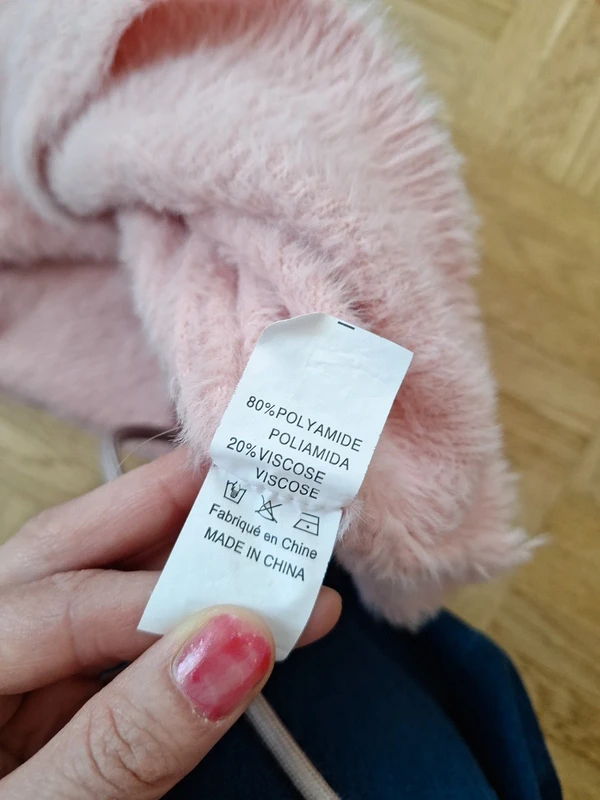 80%POLYAMIDE
POLIAMIDA
20%VISCOSE
VISCOSE
Fabriqué en Chine
MADE IN CHINA